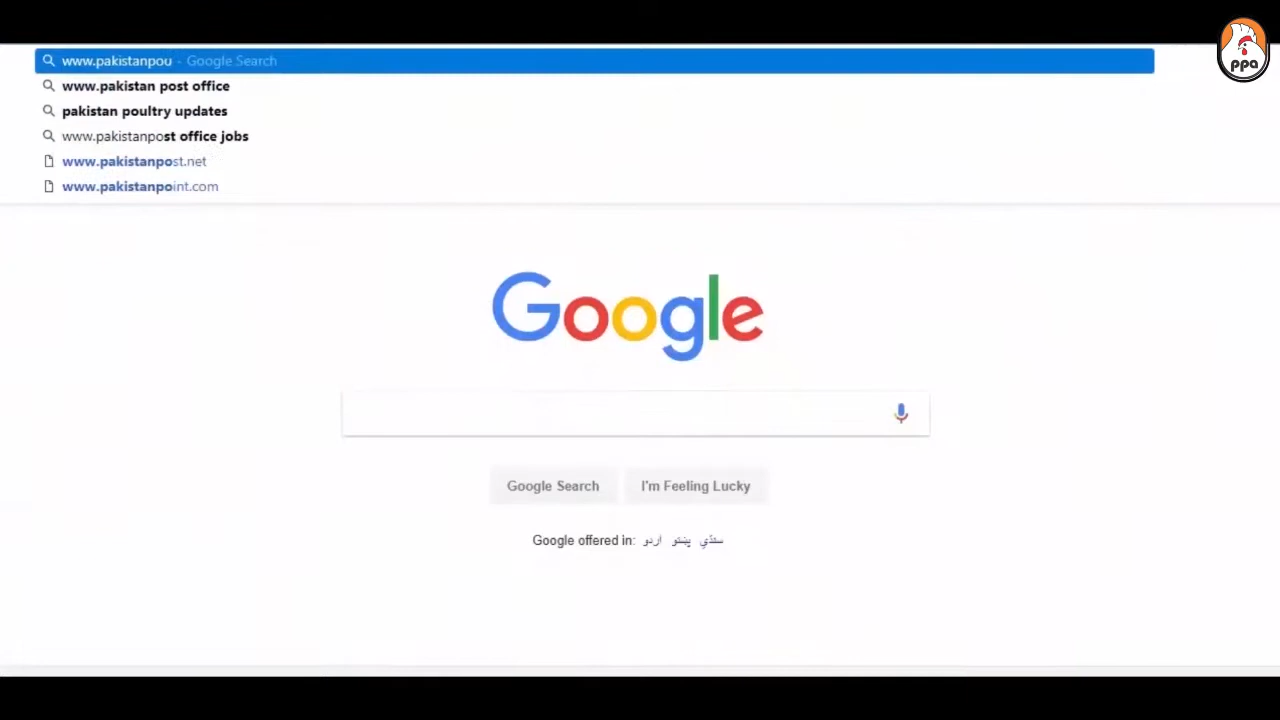 www.pakistanpou - Google Search
www.pakistan post office
pakistan poultry updates
www.pakistanpost office jobs
www.pakistanpost.net
www.pakistanpoint.com
ppa
Google
Google Search I'm Feeling Lucky
Google offered in: اردو پښتو سنڌي